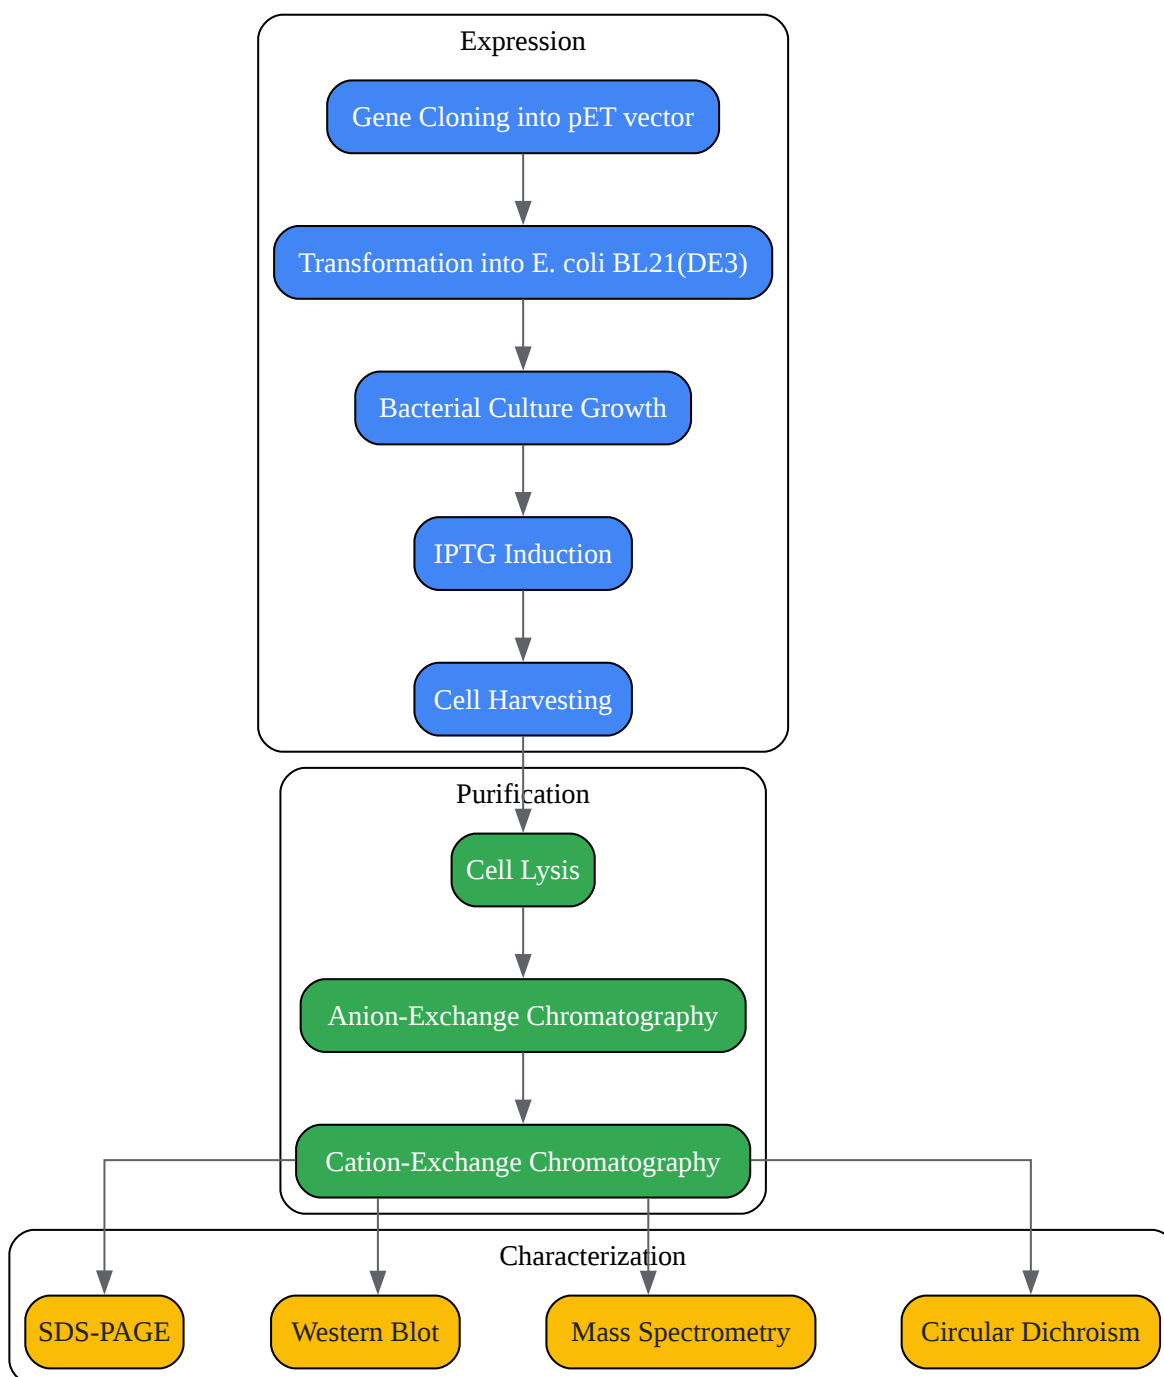 Expression
Gene Cloning into pET vector
Transformation into E. coli BL21(DE3)
Bacterial Culture Growth
IPTG Induction
Cell Harvesting
Purification
Cell Lysis
Anion-Exchange Chromatography
Cation-Exchange Chromatography
Characterization
SDS-PAGE
Western Blot
Mass Spectrometry
Circular Dichroism